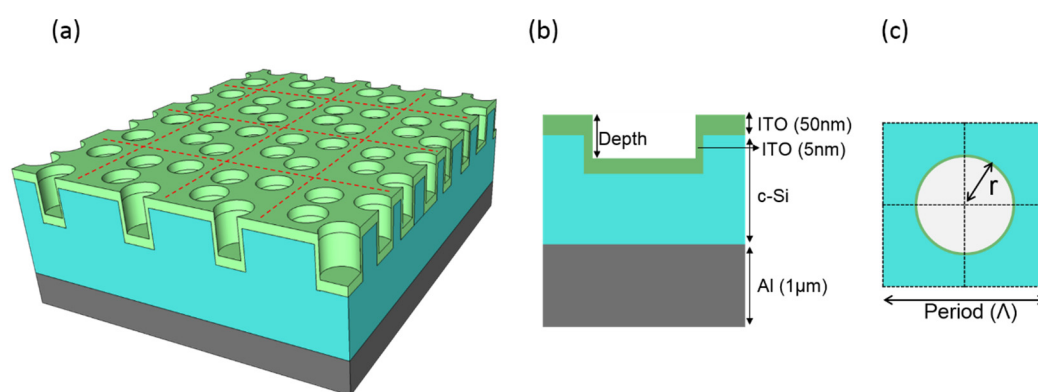 (a)
(b)
(c)
Depth
ITO (50nm)
ITO (5nm)
c-Si
Al (1μm)
r
Period (Λ)